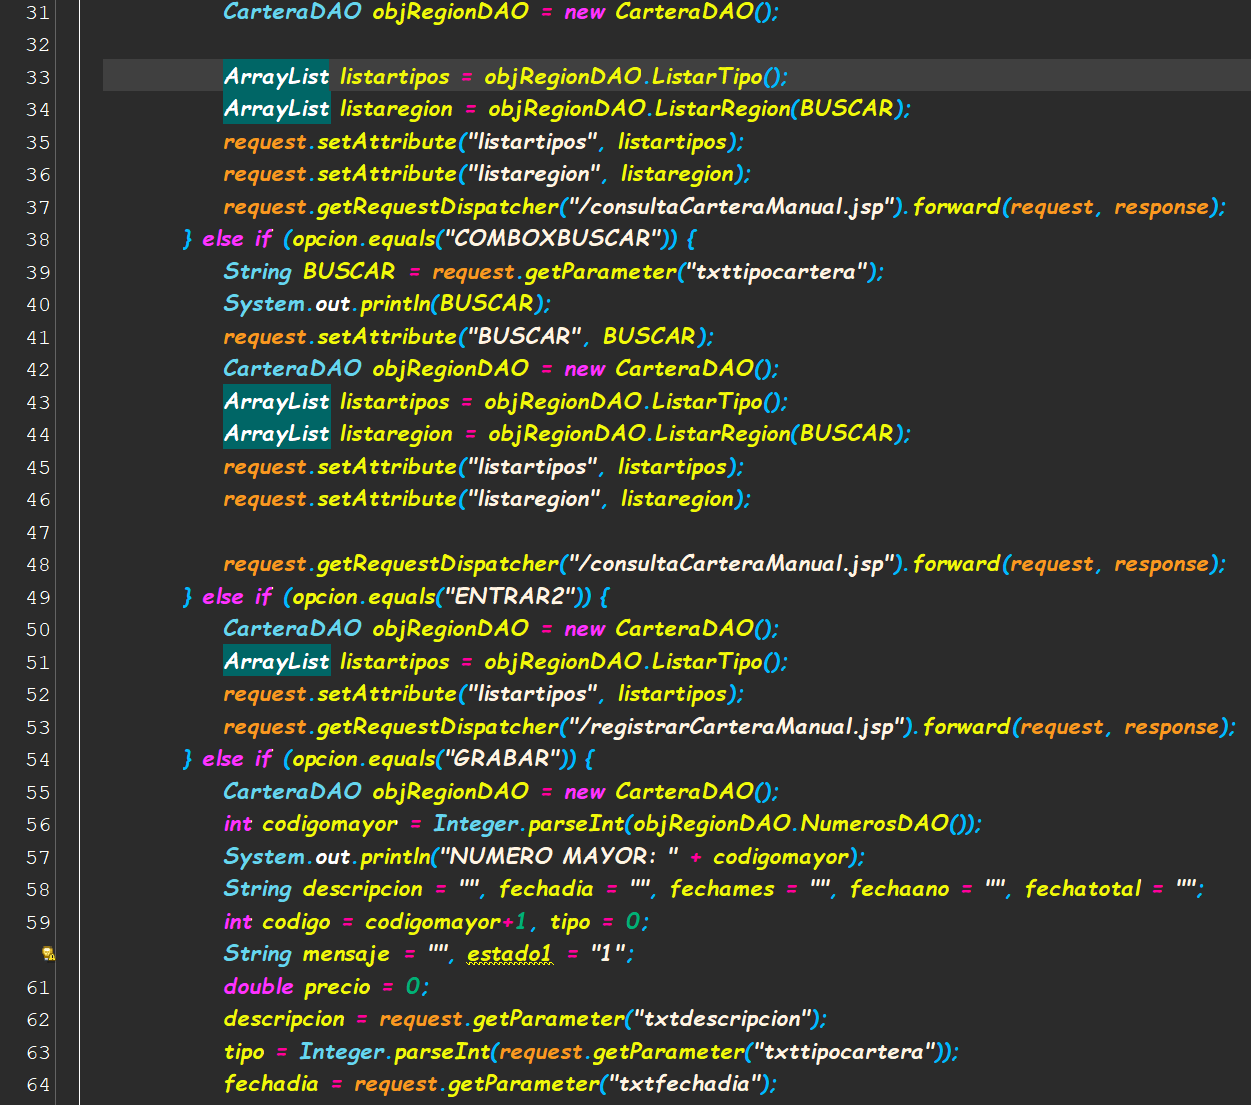 31 CarteraDAO objRegionDAO = new CarteraDAO();
32
33 ArrayList listartipos = objRegionDAO.ListarTipo();
34 ArrayList listaregion = objRegionDAO.ListarRegion(BUSCAR);
35 request.setAttribute("listartipos", listartipos);
36 request.setAttribute("listaregion", listaregion);
37 request.getRequestDispatcher("/consultaCarteraManual.jsp").forward(request, response);
38 } else if (opcion.equals("COMBOXBUSCAR")) {
39 String BUSCAR = request.getParameter("txttipocartera");
40 System.out.println(BUSCAR);
41 request.setAttribute("BUSCAR", BUSCAR);
42 CarteraDAO objRegionDAO = new CarteraDAO();
43 ArrayList listartipos = objRegionDAO.ListarTipo();
44 ArrayList listaregion = objRegionDAO.ListarRegion(BUSCAR);
45 request.setAttribute("listartipos", listartipos);
46 request.setAttribute("listaregion", listaregion);
47
48 request.getRequestDispatcher("/consultaCarteraManual.jsp").forward(request, response);
49 } else if (opcion.equals("ENTRAR2")) {
50 CarteraDAO objRegionDAO = new CarteraDAO();
51 ArrayList listartipos = objRegionDAO.ListarTipo();
52 request.setAttribute("listartipos", listartipos);
53 request.getRequestDispatcher("/registrarCarteraManual.jsp").forward(request, response);
54 } else if (opcion.equals("GRABAR")) {
55 CarteraDAO objRegionDAO = new CarteraDAO();
56 int codigomayor = Integer.parseInt(objRegionDAO.NumerosDAO());
57 System.out.println("NUMERO MAYOR: " + codigomayor);
58 String descripcion = "", fechadia = "", fechames = "", fechaano = "", fechatotal = "";
59 int codigo = codigomayor+1, tipo = 0;
String mensaje = "", estado1 = "1";
61 double precio = 0;
62 descripcion = request.getParameter("txtdescripcion");
63 tipo = Integer.parseInt(request.getParameter("txttipocartera"));
64 fechadia = request.getParameter("txtfechadia");